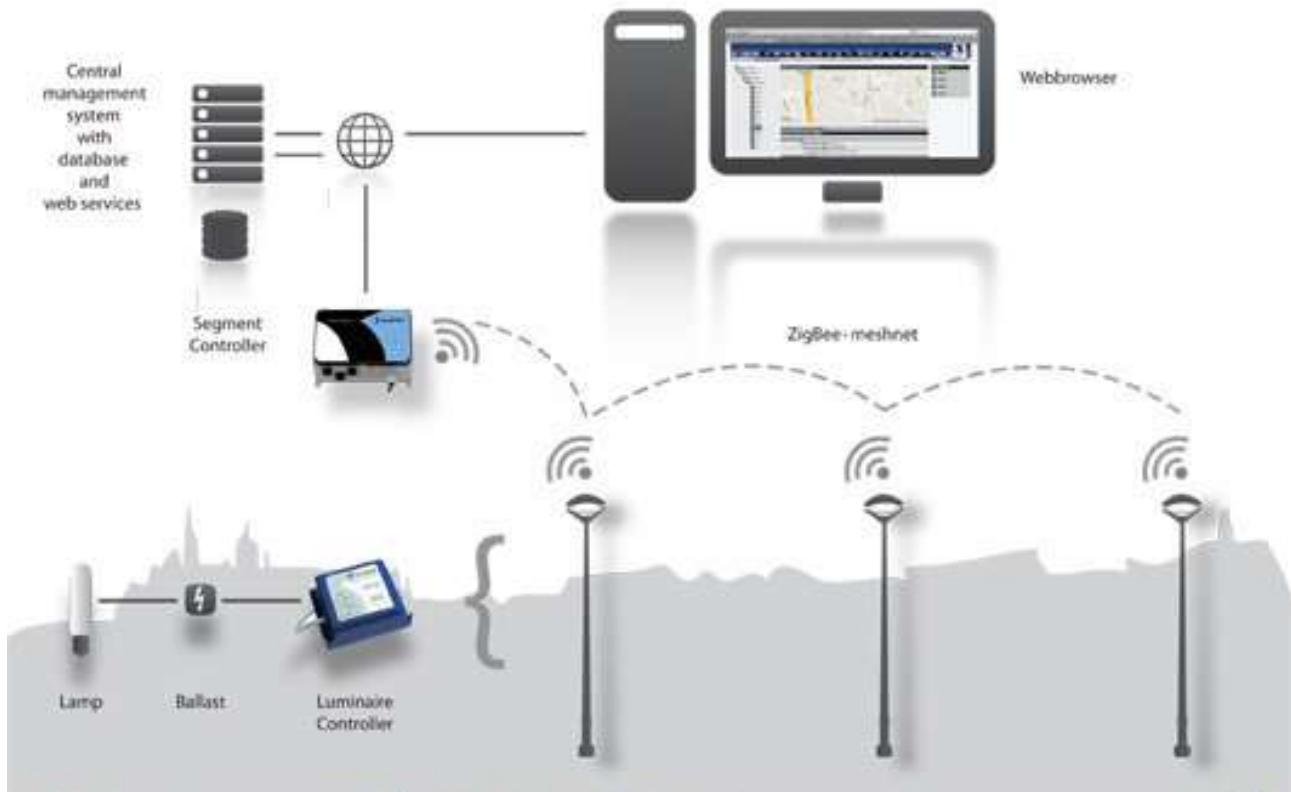 Central
management
system
with
database
and
web services
Webbrowser
Segment
Controller
ZigBee - meshnet
Lamp
Ballast
Luminaire
Controller